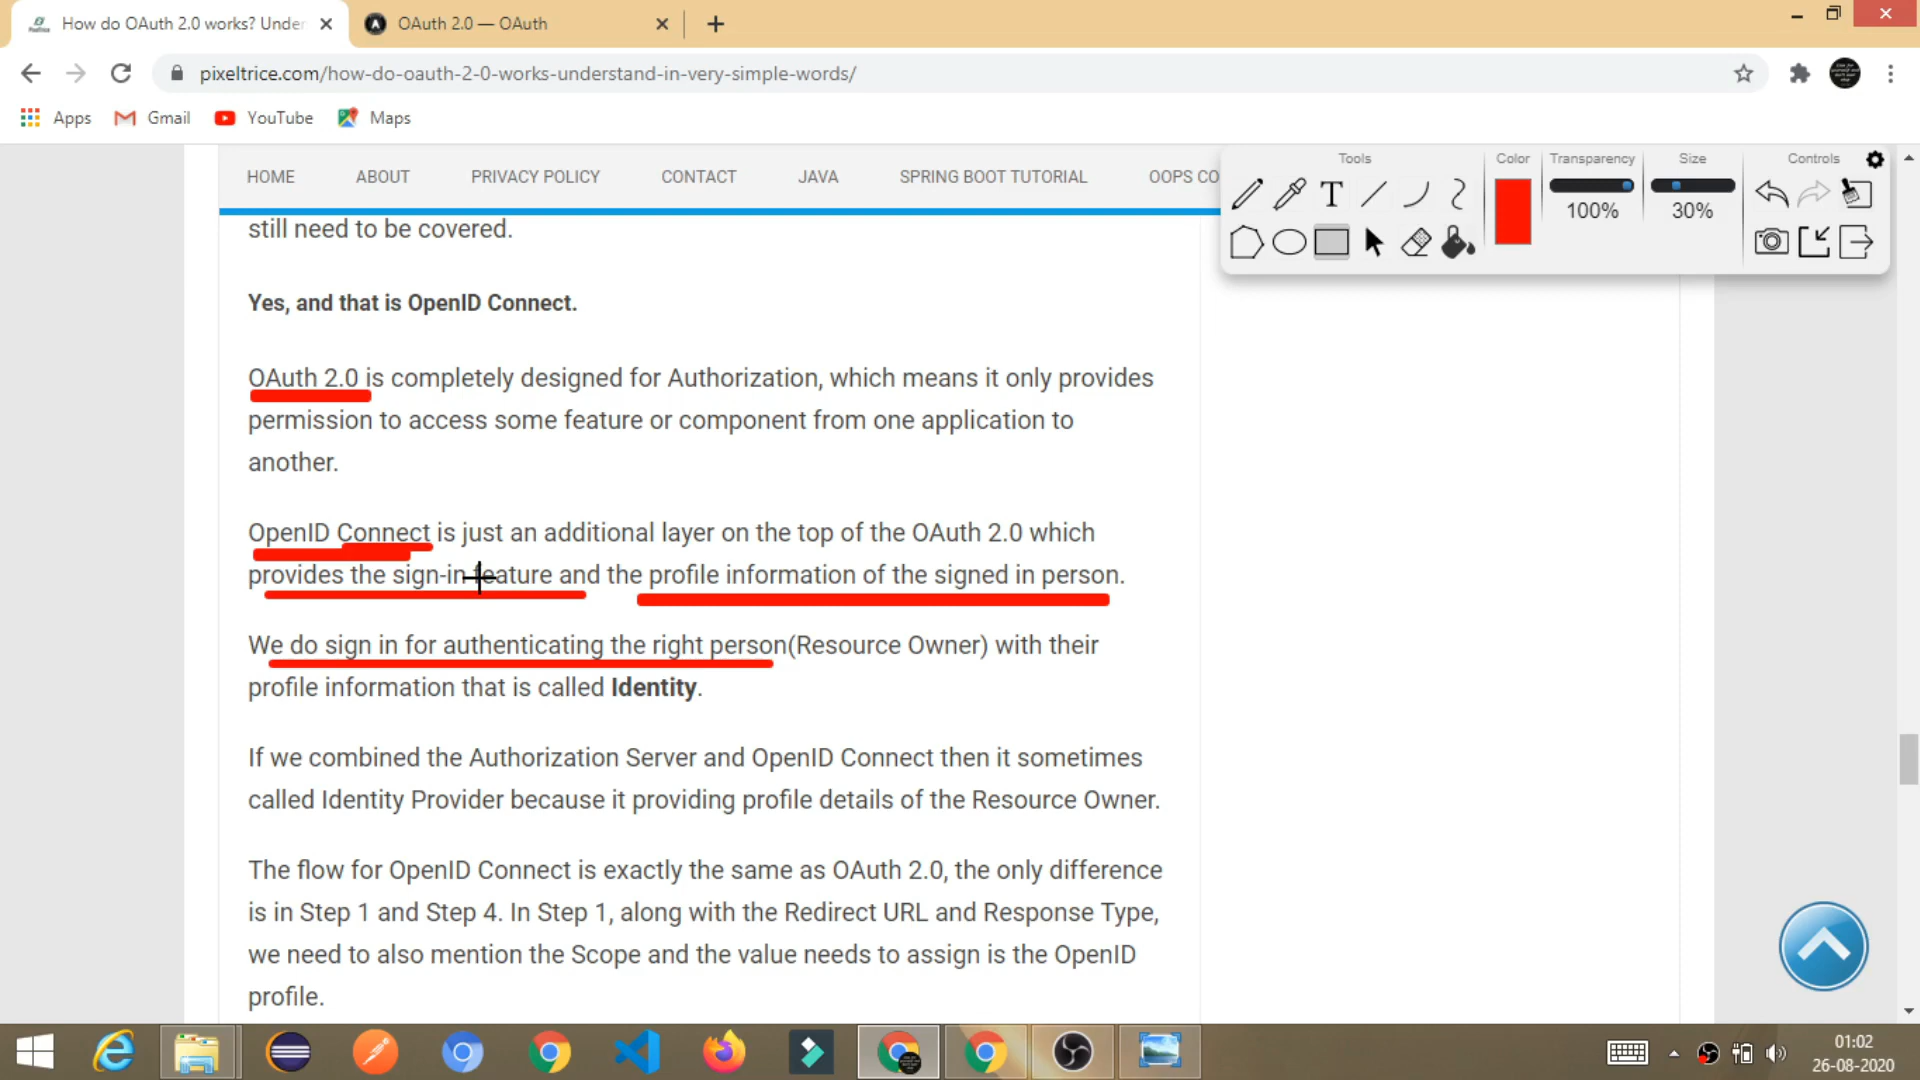 How do OAuth 2.0 works? Under
OAuth 2.0 — OAuth
pixeltrice.com/how-do-oauth-2-0-works-understand-in-very-simple-words/
Apps Gmail YouTube Maps
HOME ABOUT PRIVACY POLICY CONTACT JAVA SPRING BOOT TUTORIAL OOPS CO
Tools Color Transparency Size Controls
T
100% 30%
still need to be covered.
Yes, and that is OpenID Connect.
OAuth 2.0 is completely designed for Authorization, which means it only provides
permission to access some feature or component from one application to
another.
OpenID Connect is just an additional layer on the top of the OAuth 2.0 which
provides the sign-in feature and the profile information of the signed in person.
We do sign in for authenticating the right person(Resource Owner) with their
profile information that is called Identity.
If we combined the Authorization Server and OpenID Connect then it sometimes
called Identity Provider because it providing profile details of the Resource Owner.
The flow for OpenID Connect is exactly the same as OAuth 2.0, the only difference
is in Step 1 and Step 4. In Step 1, along with the Redirect URL and Response Type,
we need to also mention the Scope and the value needs to assign is the OpenID
profile.
01:02
26-08-2020